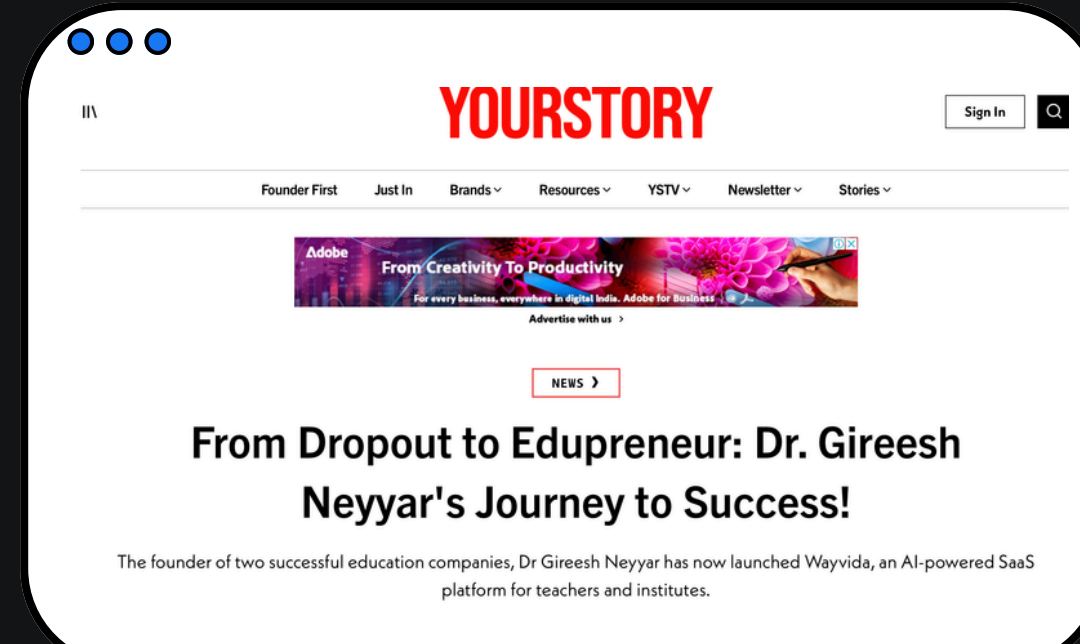 YOURSTORY
Sign In
Founder First Just In Brands Resources YSTV Newsletter Stories
Adobe
From Creativity To Productivity
For every business, everywhere in digital India. Adobe for Business
Advertise with us
NEWS
From Dropout to Edupreneur: Dr. Gireesh
Neyyar's Journey to Success!
The founder of two successful education companies, Dr Gireesh Neyyar has now launched Wayvida, an AI-powered SaaS
platform for teachers and institutes.